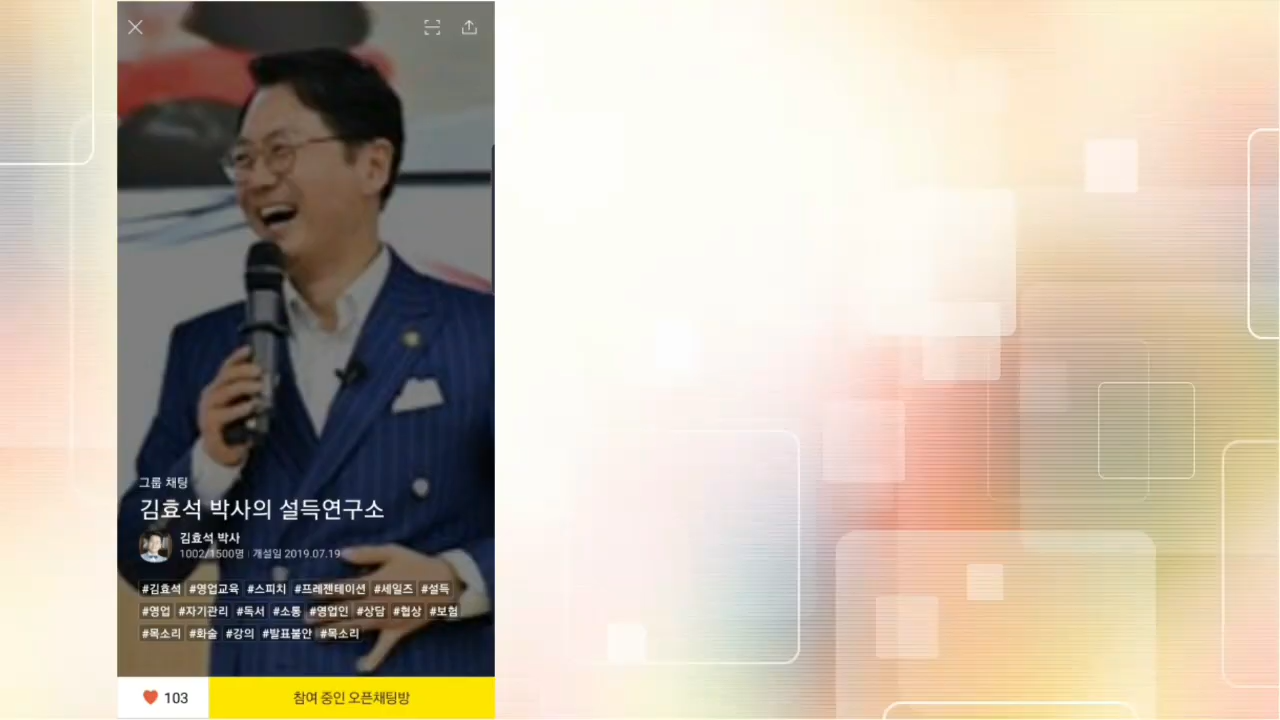 그룹 채팅
김효석 박사의 설득연구소
김효석 박사
1002/1500명 | 개설일 2019.07.19
#김효석 #영업교육 #스피치 #프레젠테이션 #세일즈 #설득
#영업 #자기관리 #독서 #소통 #영업인 #상담 #협상 #보험
#목소리 #화술 #강의 #발표불안 #목소리
103
참여 중인 오픈채팅방